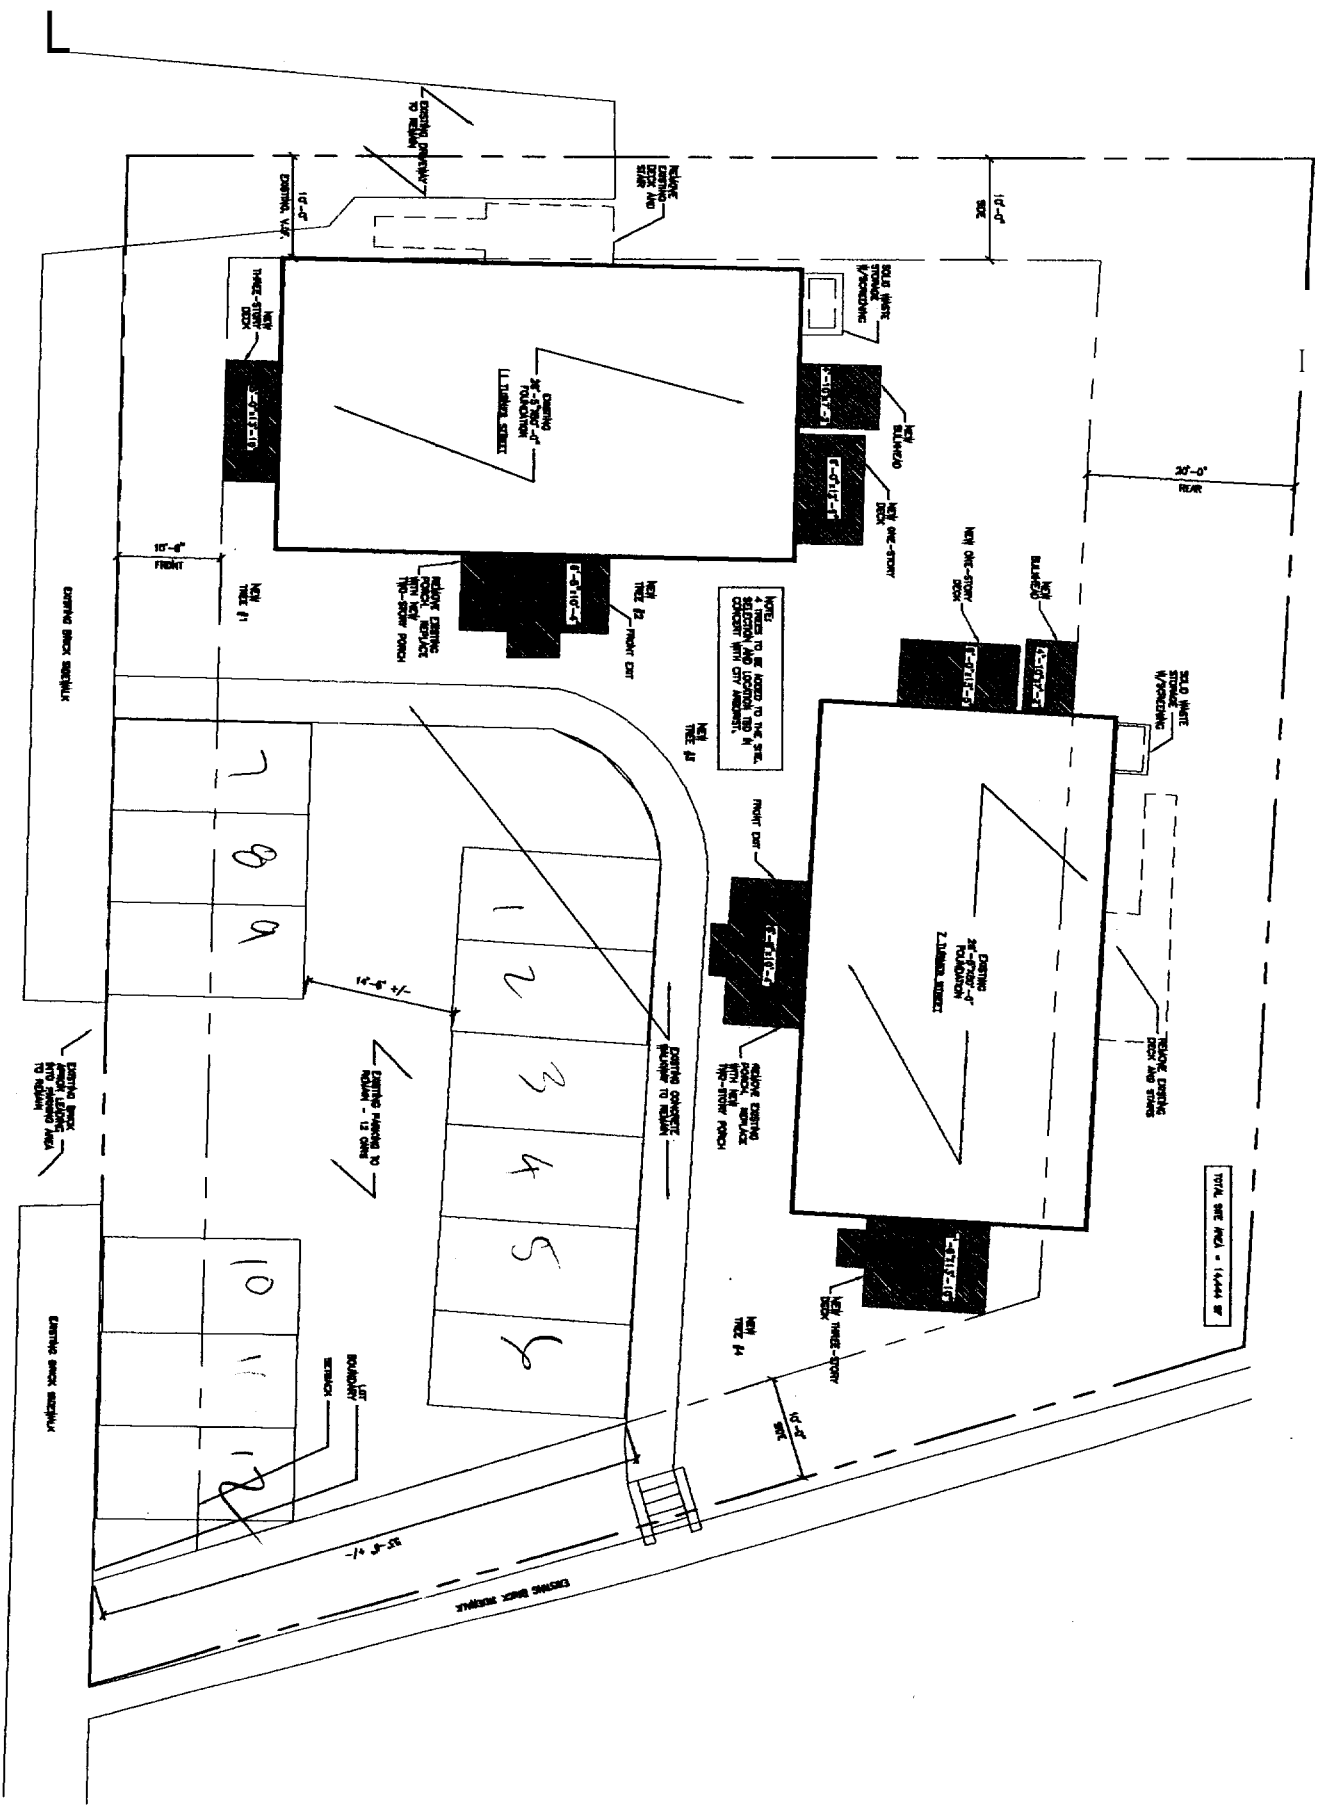 EXISTING DRIVEWAY
TO REMAIN
REMOVE
EXISTING
DECK AND
STAIR
10'-0"
EXISTING, V.I.F.
10'-0"
SIDE
SOLID WASTE
STORAGE
W/SCREENING
NEW
THREE-STORY
DECK
EXISTING
FOUNDATION
11 TURNER STREET
NEW
BULKHEAD
NEW ONE-STORY
DECK
20'-0"
REAR
FRONT
NEW
TREE #1
REMOVE EXISTING
PORCH, REPLACE
WITH NEW
TWO-STORY PORCH
NEW
TREE #2
FRONT EXIT
NOTE:
4 TREES TO BE ADDED TO THE SITE.
SELECTION AND LOCATION TBD IN
CONCERT WITH CITY ARBORIST.
NEW ONE-STORY
DECK
NEW
BULKHEAD
SOLID WASTE
STORAGE
W/SCREENING
EXISTING BRICK SIDEWALK
NEW
TREE #3
FRONT EXIT
7
8
9
1
2
3
4
5
6
10
11
12
EXISTING
FOUNDATION
7 TURNER STREET
REMOVE EXISTING
DECK AND STAIRS
EXISTING CONCRETE
WALKWAY TO REMAIN
REMOVE EXISTING
PORCH, REPLACE
WITH NEW
TWO-STORY PORCH
EXISTING BRICK
APRON LEADING
INTO PARKING AREA
TO REMAIN
EXISTING PARKING TO
REMAIN - 12 CARS
TOTAL SITE AREA = 14,444 SF
NEW THREE-STORY
DECK
NEW
TREE #4
EXISTING BRICK SIDEWALK
LOT
BOUNDARY
SETBACK
10'-0"
SIDE
EXISTING BRICK SIDEWALK